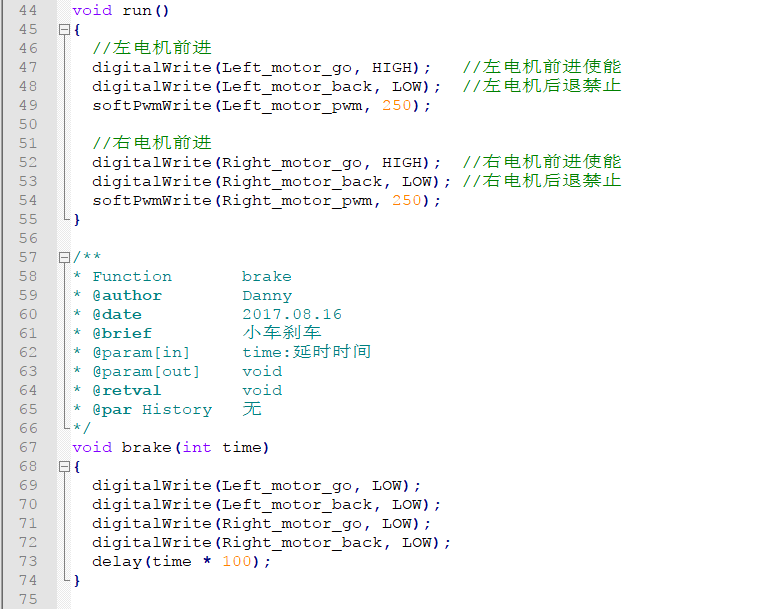 44 void run()
45 {
46 //左电机前进
47 digitalWrite(Left_motor_go, HIGH); //左电机前进使能
48 digitalWrite(Left_motor_back, LOW); //左电机后退禁止
49 softPwmWrite(Left_motor_pwm, 250);
50
51 //右电机前进
52 digitalWrite(Right_motor_go, HIGH); //右电机前进使能
53 digitalWrite(Right_motor_back, LOW); //右电机后退禁止
54 softPwmWrite(Right_motor_pwm, 250);
55 }
56
57 /**
58 * Function brake
59 * @author Danny
60 * @date 2017.08.16
61 * @brief 小车刹车
62 * @param[in] time:延时时间
63 * @param[out] void
64 * @retval void
65 * @par History 无
66 */
67 void brake(int time)
68 {
69 digitalWrite(Left_motor_go, LOW);
70 digitalWrite(Left_motor_back, LOW);
71 digitalWrite(Right_motor_go, LOW);
72 digitalWrite(Right_motor_back, LOW);
73 delay(time * 100);
74 }
75